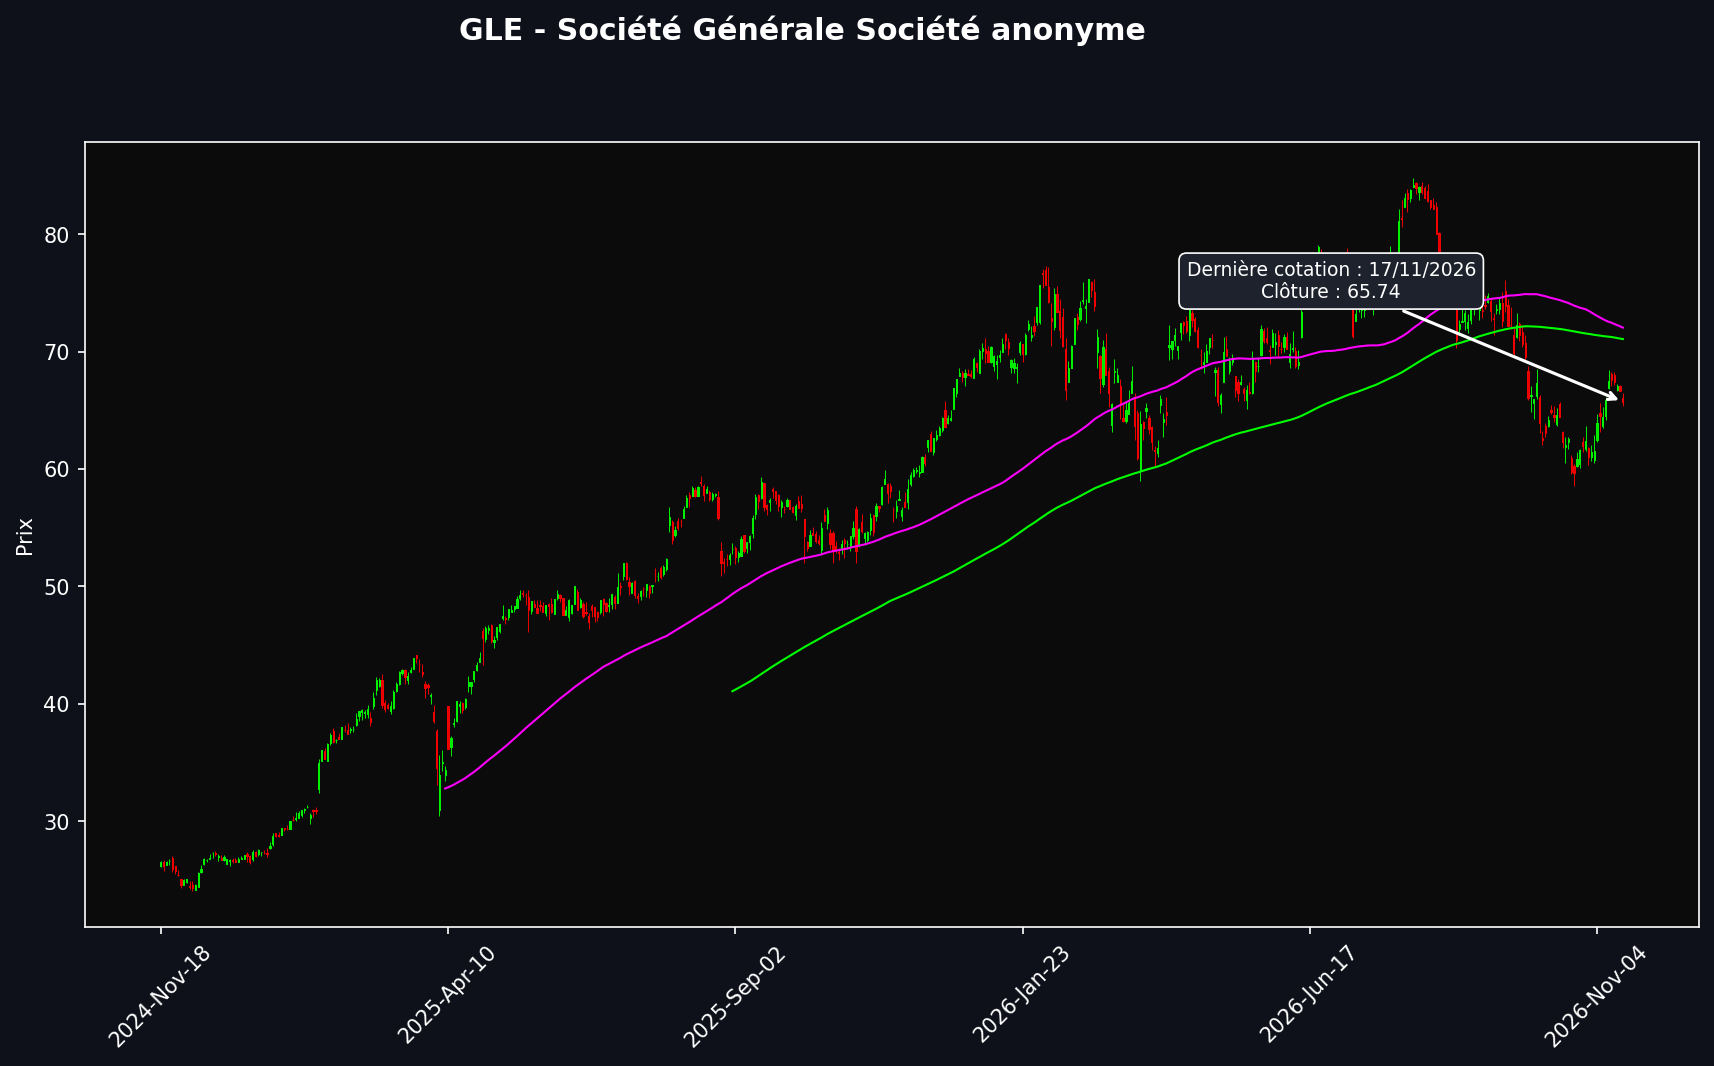 GLE - Société Générale Société anonyme
Dernière cotation : 17/11/2026
Clôture : 65.74
Prix
80
70
60
50
40
30
2024-Nov-18
2025-Apr-10
2025-Sep-02
2026-Jan-23
2026-Jun-17
2026-Nov-04